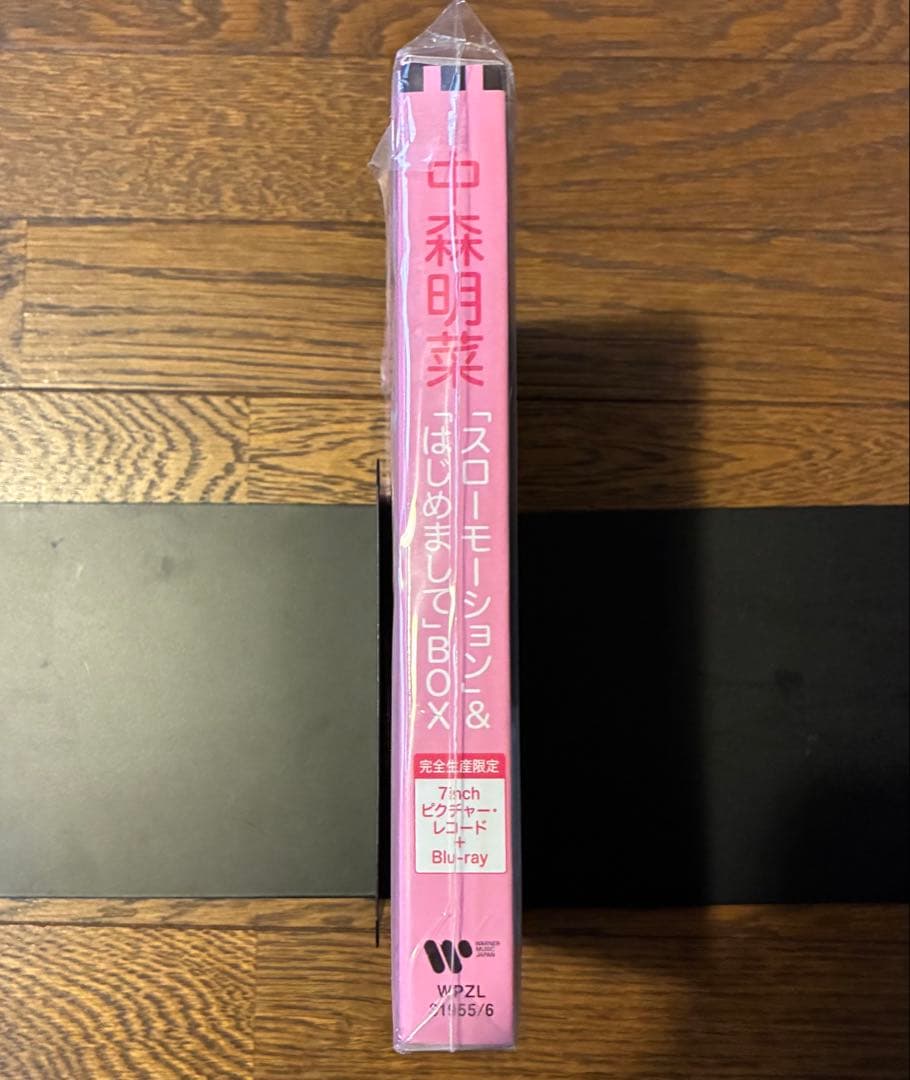 中森明菜
「スローモーション」&
「はじめまして」BOX
完全生産限定
7inch
ピクチャー・
レコード
+
Blu-ray
WARNER
MUSIC
JAPAN
WPZL
31955/6